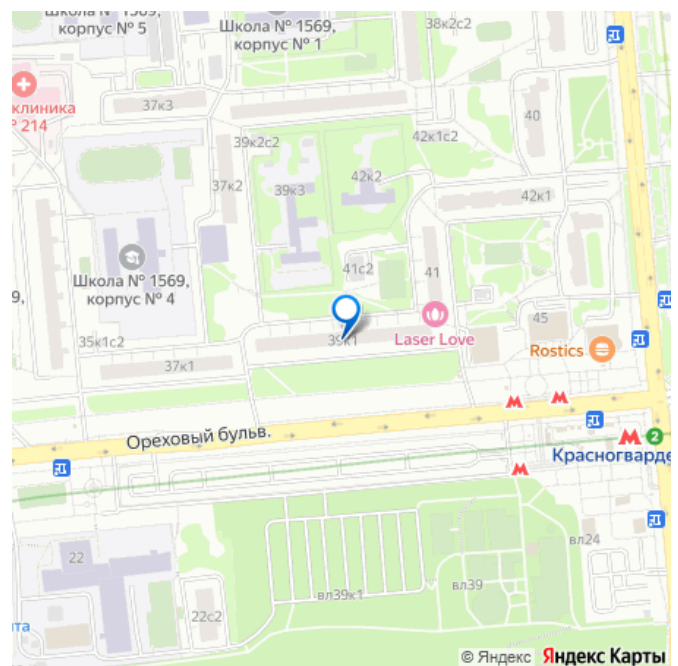 Школа № 1569,
корпус № 5
Школа № 1569,
корпус № 1
38к2с2
клиника
№ 214
37к3
40
39к2с2
42к1с2
37к2
39к3
42к2
42к1
Школа № 1569,
корпус № 4
41с2
41
9,
35к1с2
37к1
39к1
Laser Love
45
Rostics
Ореховый бульв.
2
Красногварде
22
22с2
вл39к1
вл39
вл24
та
© Яндекс Яндекс Карты